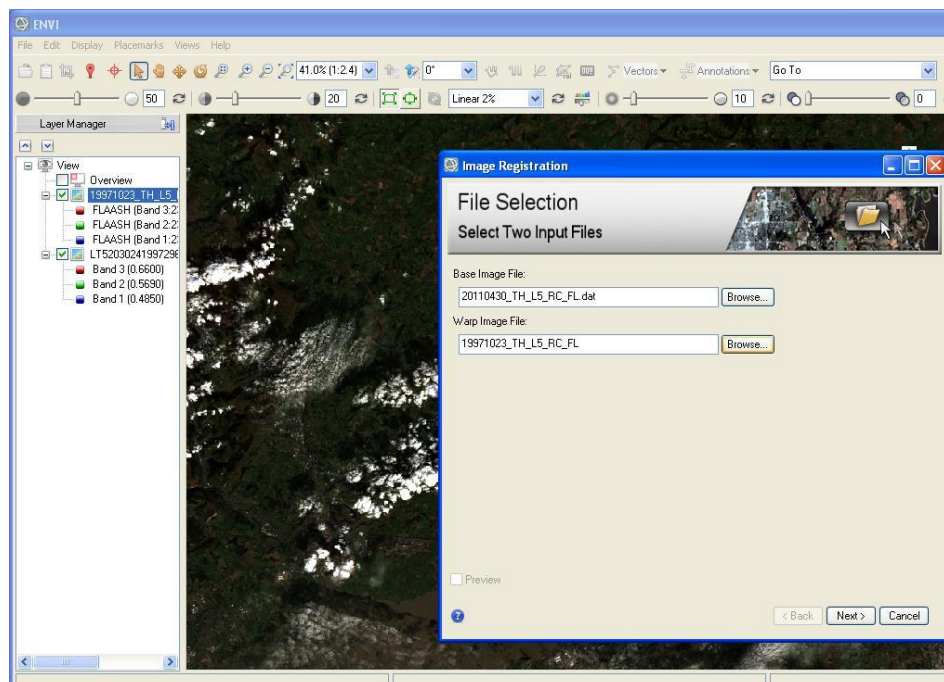 ENVI
File Edit Display Placemarks Views Help
41.0% (1:2.4) 0° Vectors Annotations Go To
50 20 Linear 2% 10 0
Layer Manager
View
Overview
19971023_TH_L5_
FLAASH (Band 3:2
FLAASH (Band 2:2
FLAASH (Band 1:2
LT52030241997296
Band 3 (0.6600)
Band 2 (0.5690)
Band 1 (0.4850)
Image Registration
File Selection
Select Two Input Files
Base Image File:
20110430_TH_L5_RC_FL.dat Browse...
Warp Image File:
19971023_TH_L5_RC_FL Browse...
Preview
< Back Next > Cancel